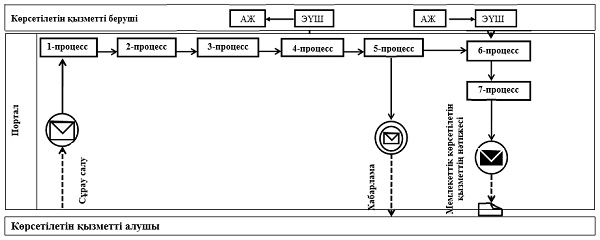 Көрсетілетін қызметті беруші
АЖ
ЭҮШ
АЖ
ЭҮШ
Портал
1-процесс
2-процесс
3-процесс
4-процесс
5-процесс
6-процесс
7-процесс
Сұрау салу
Хабарлама
Мемлекеттік көрсетілетін
қызметтің нәтижесі
Көрсетілетін қызметті алушы